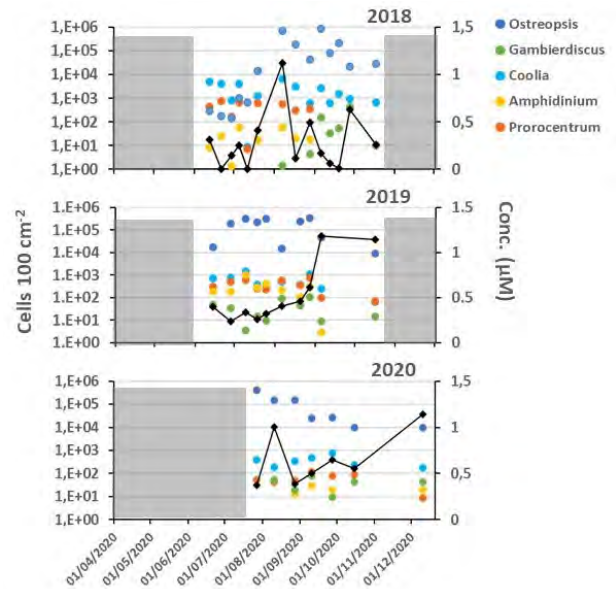 2018
1,E+06
1,E+05
1,E+04
1,E+03
1,E+02
1,E+01
1,E+00
1,5
1
0,5
0
Ostreopsis
Gambierdiscus
Coolia
Amphidinium
Prorocentrum
2019
1,E+06
1,E+05
1,E+04
1,E+03
1,E+02
1,E+01
1,E+00
1,5
1
0,5
0
Cells 100 cm-2
Conc. (µM)
2020
1,E+06
1,E+05
1,E+04
1,E+03
1,E+02
1,E+01
1,E+00
1,5
1
0,5
0
01/04/2020
01/05/2020
01/06/2020
01/07/2020
01/08/2020
01/09/2020
01/10/2020
01/11/2020
01/12/2020